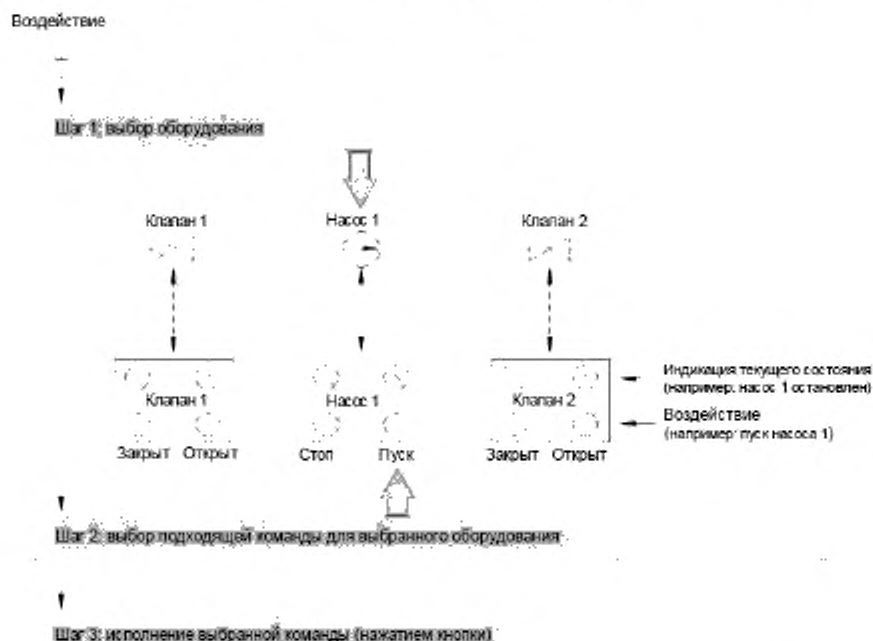 Воздействие
Шаг 1: выбор оборудования
Клапан 1
Насос 1
Клапан 2
Клапан 1
Насос 1
Клапан 2
Индикация текущего состояния
(например: насос 1 остановлен)
Воздействие
(например: пуск насоса 1)
Закрыт Открыт
Стоп Пуск
Закрыт Открыт
Шаг 2: выбор подходящей команды для выбранного оборудования
Шаг 3: исполнение выбранной команды (нажатием кнопки)